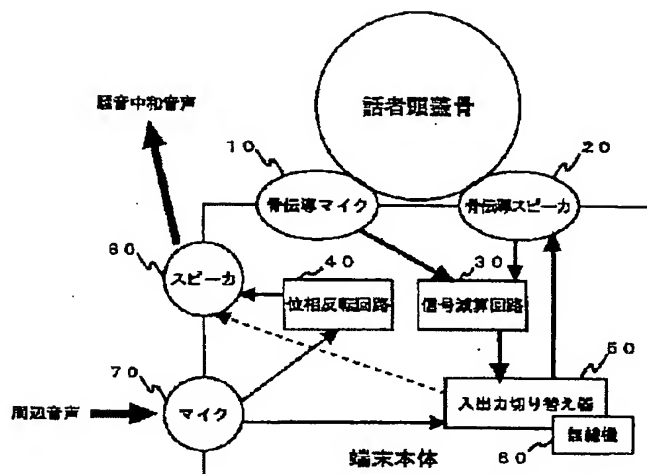 話者頭蓋骨
騒音中和音声
10
20
骨伝導マイク
骨伝導スピーカ
80
スピーカ
40
30
位相反転回路
信号減算回路
70
50
周辺音声
マイク
入出力切り替え器
無線機
60
端末本体